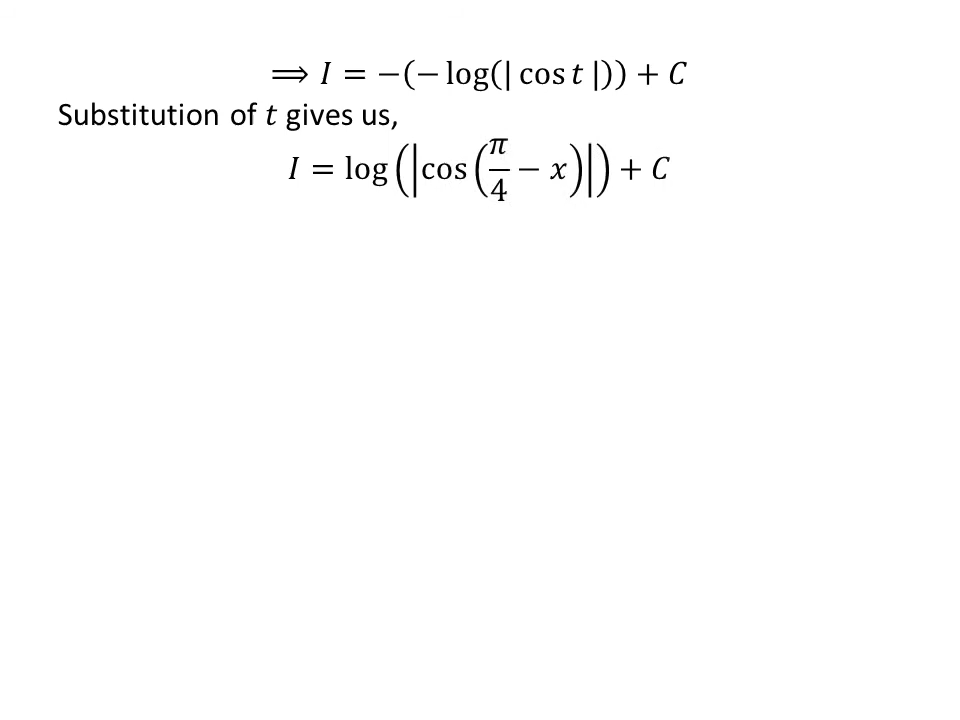 ⟹ 𝐼 = −(− log(| cos 𝑡 |)) + 𝐶
Substitution of 𝑡 gives us,
𝐼 = log(|cos(π/4 − 𝑥)|) + 𝐶